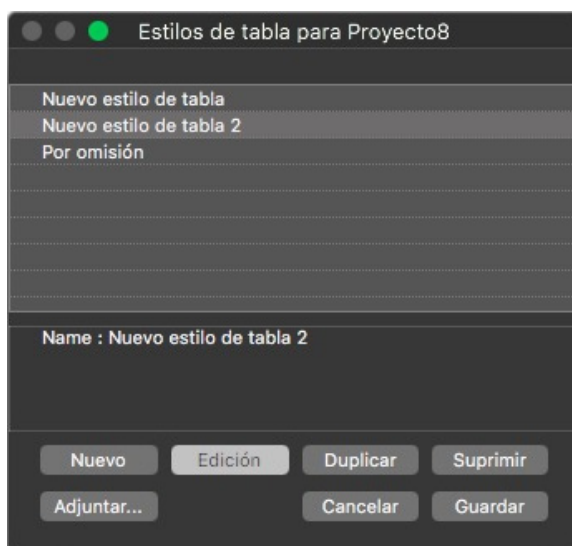 Estilos de tabla para Proyecto8
Nuevo estilo de tabla
Nuevo estilo de tabla 2
Por omisión
Name : Nuevo estilo de tabla 2
Nuevo Edición Duplicar Suprimir
Adjuntar... Cancelar Guardar